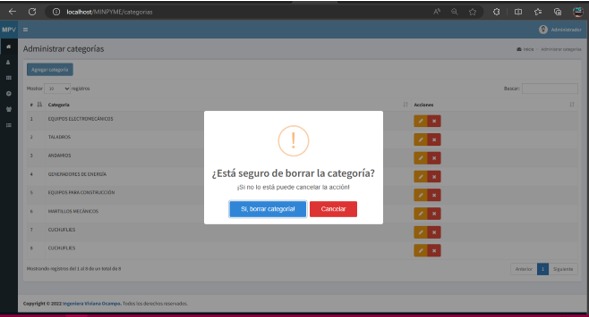 localhost/MINPYME/categorias
MPV
Administrador
Administrar categorías
Inicio
Administrar categorías
Agregar categoría
Mostrar 10 registros
Buscar:
# Categoria Acciones
1 EQUIPOS ELECTROMECÁNICOS
2 TALADROS
3 ANDAMIOS
4 GENERADORES DE ENERGÍA
5 EQUIPOS PARA CONSTRUCCIÓN
6 MARTILLOS MECÁNICOS
7 CUCHUFLIES
8 CUCHUFLIES
¿Está seguro de borrar la categoría?
¡Si no lo está puede cancelar la acción!
Si, borrar categoría!
Cancelar
Mostrando registros del 1 al 8 de un total de 8
Anterior 1 Siguiente
Copyright © 2022 Ingeniera Viviana Ocampo. Todos los derechos reservados.